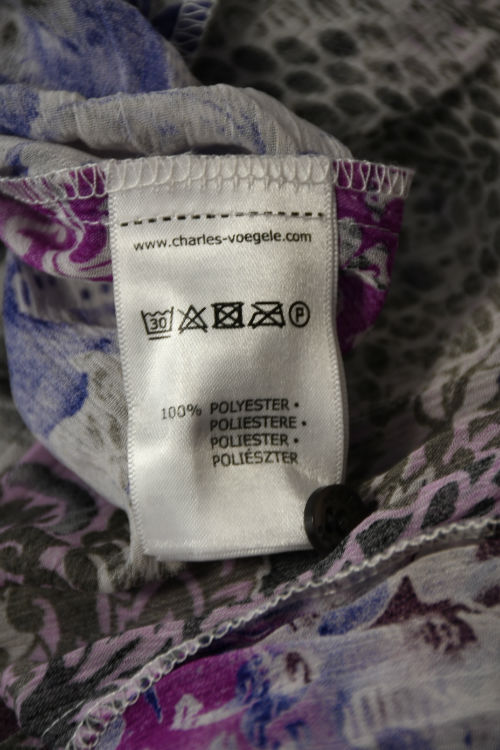 www.charles-voegele.com
30 P
100% POLYESTER •
POLIESTERE •
POLIESTER •
POLIÉSZTER